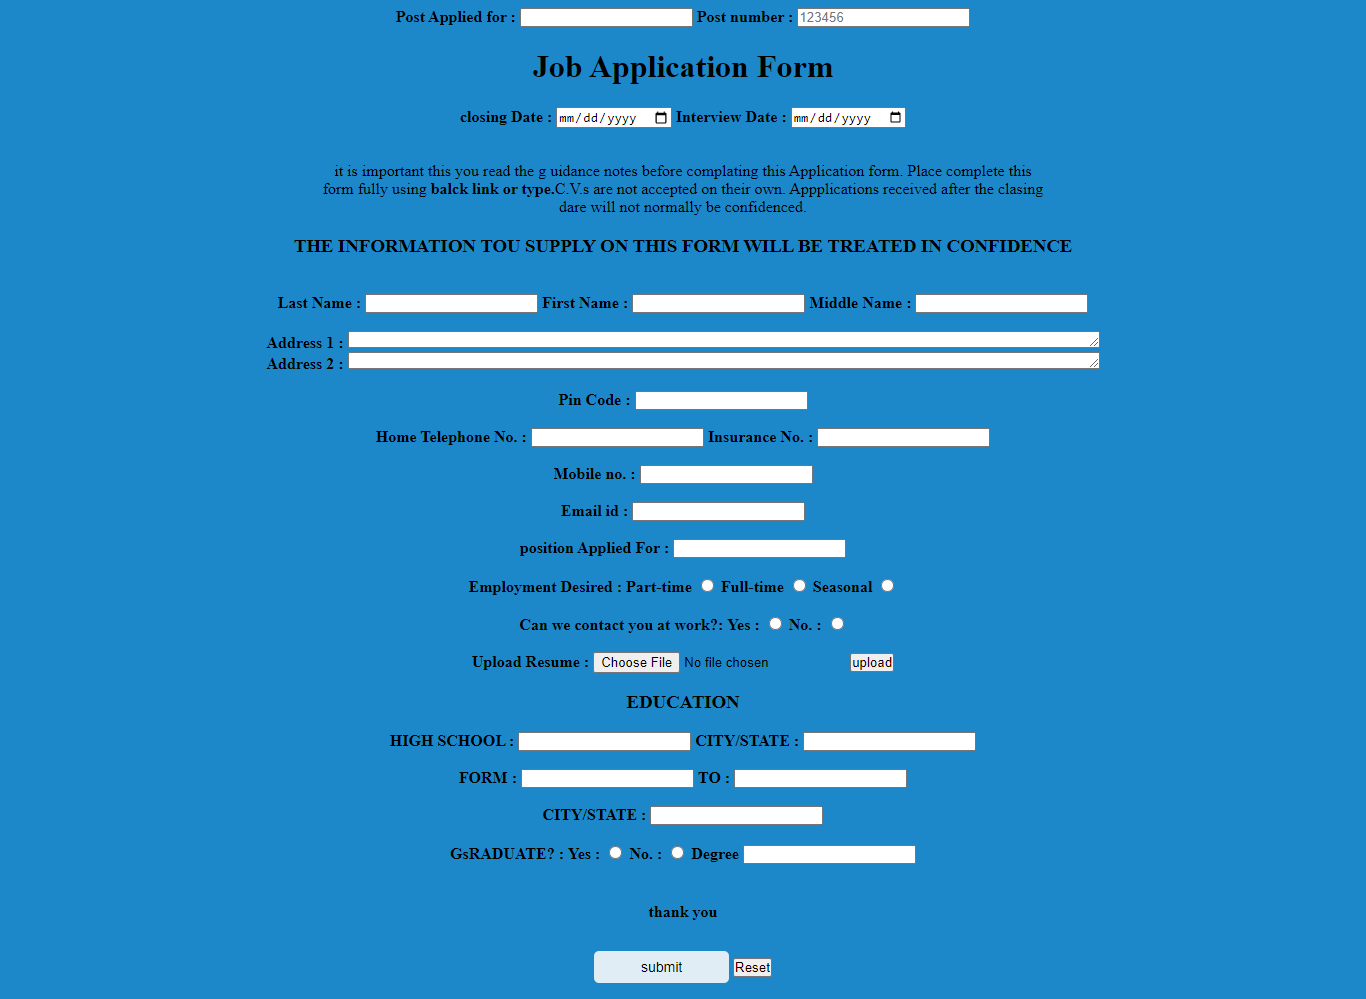 Post Applied for : Post number : 123456
Job Application Form
closing Date : mm/dd/yyyy Interview Date : mm/dd/yyyy
it is important this you read the g uidance notes before complating this Application form. Place complete this
form fully using balck link or type.C.V.s are not accepted on their own. Appplications received after the clasing
dare will not normally be confidenced.
THE INFORMATION TOU SUPPLY ON THIS FORM WILL BE TREATED IN CONFIDENCE
Last Name : First Name : Middle Name :
Address 1 :
Address 2 :
Pin Code :
Home Telephone No. : Insurance No. :
Mobile no. :
Email id :
position Applied For :
Employment Desired : Part-time Full-time Seasonal
Can we contact you at work?: Yes : No. :
Upload Resume : Choose File No file chosen upload
EDUCATION
HIGH SCHOOL : CITY/STATE :
FORM : TO :
CITY/STATE :
GsRADUATE? : Yes : No. : Degree
thank you
submit Reset